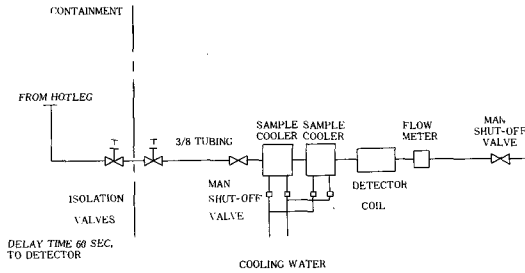 CONTAINMENT
FROM HOTLEG
T
T
3/8 TUBING
SAMPLE COOLER
SAMPLE COOLER
FLOW METER
MAN SHUT-OFF VALVE
ISOLATION VALVES
MAN SHUT-OFF VALVE
DETECTOR COIL
DELAY TIME 60 SEC,
TO DETECTOR
COOLING WATER